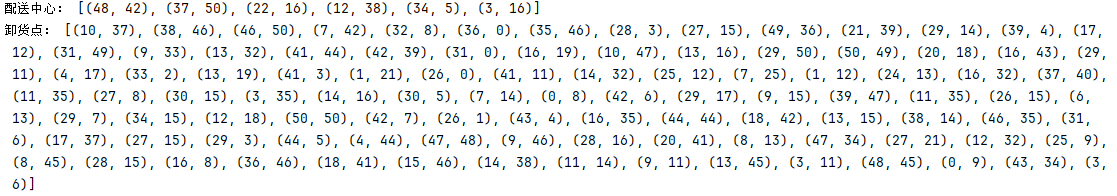 配送中心: [(48, 42), (37, 50), (22, 16), (12, 38), (34, 5), (3, 16)]
卸货点: [(10, 37), (38, 46), (46, 50), (7, 42), (32, 8), (36, 0), (35, 46), (28, 3), (27, 15), (49, 36), (21, 39), (29, 14), (39, 4), (17,
12), (31, 49), (9, 33), (13, 32), (41, 44), (42, 39), (31, 0), (16, 19), (10, 47), (13, 16), (29, 50), (50, 49), (20, 18), (16, 43), (29,
11), (4, 17), (33, 2), (13, 19), (41, 3), (1, 21), (26, 0), (41, 11), (14, 32), (25, 12), (7, 25), (1, 12), (24, 13), (16, 32), (37, 40),
(11, 35), (27, 8), (30, 15), (3, 35), (14, 16), (30, 5), (7, 14), (0, 8), (42, 6), (29, 17), (9, 15), (39, 47), (11, 35), (26, 15), (6,
13), (29, 7), (34, 15), (12, 18), (50, 50), (42, 7), (26, 1), (43, 4), (16, 35), (44, 44), (18, 42), (13, 15), (38, 14), (46, 35), (31,
6), (17, 37), (27, 15), (29, 3), (44, 5), (4, 44), (47, 48), (9, 46), (28, 16), (20, 41), (8, 13), (47, 34), (27, 21), (12, 32), (25, 9),
(8, 45), (28, 15), (16, 8), (36, 46), (18, 41), (15, 46), (14, 38), (11, 14), (9, 11), (13, 45), (3, 11), (48, 45), (0, 9), (43, 34), (3,
6)]